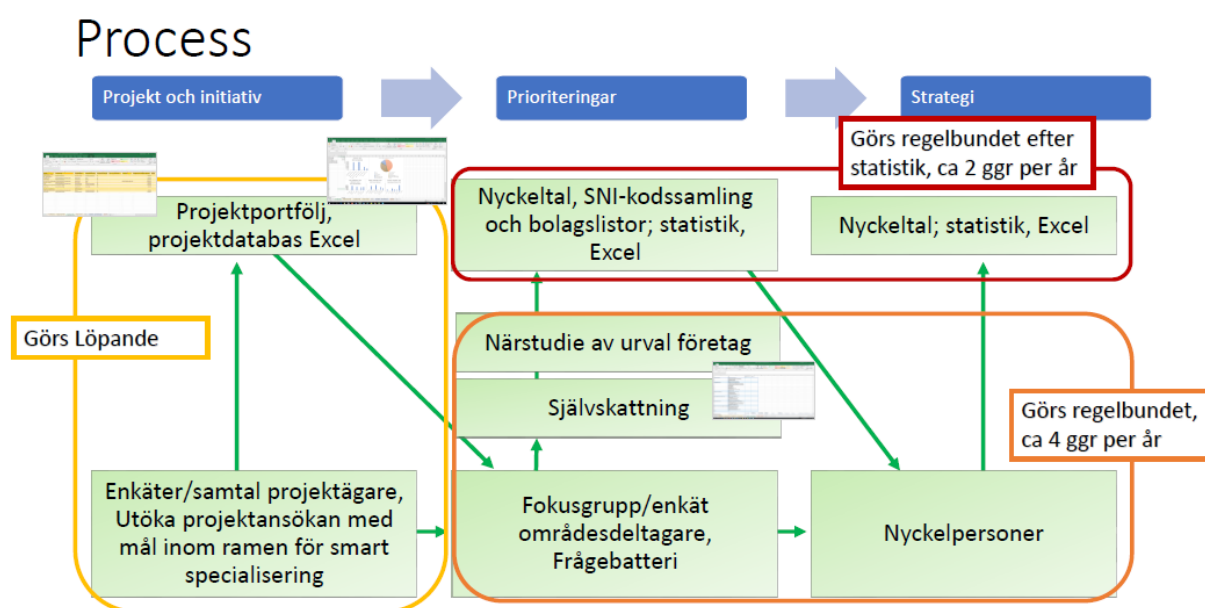 Process
Projekt och initiativ
Prioriteringar
Strategi
Görs regelbundet efter
statistik, ca 2 ggr per år
Projektportfölj,
projektdatabas Excel
Nyckeltal, SNI-kodssamling
och bolagslistor; statistik,
Excel
Nyckeltal; statistik, Excel
Görs Löpande
Närstudie av urval företag
Självskattning
Görs regelbundet,
ca 4 ggr per år
Enkäter/samtal projektägare,
Utöka projektansökan med
mål inom ramen för smart
specialisering
Fokusgrupp/enkät
områdesdeltagare,
Frågebatteri
Nyckelpersoner